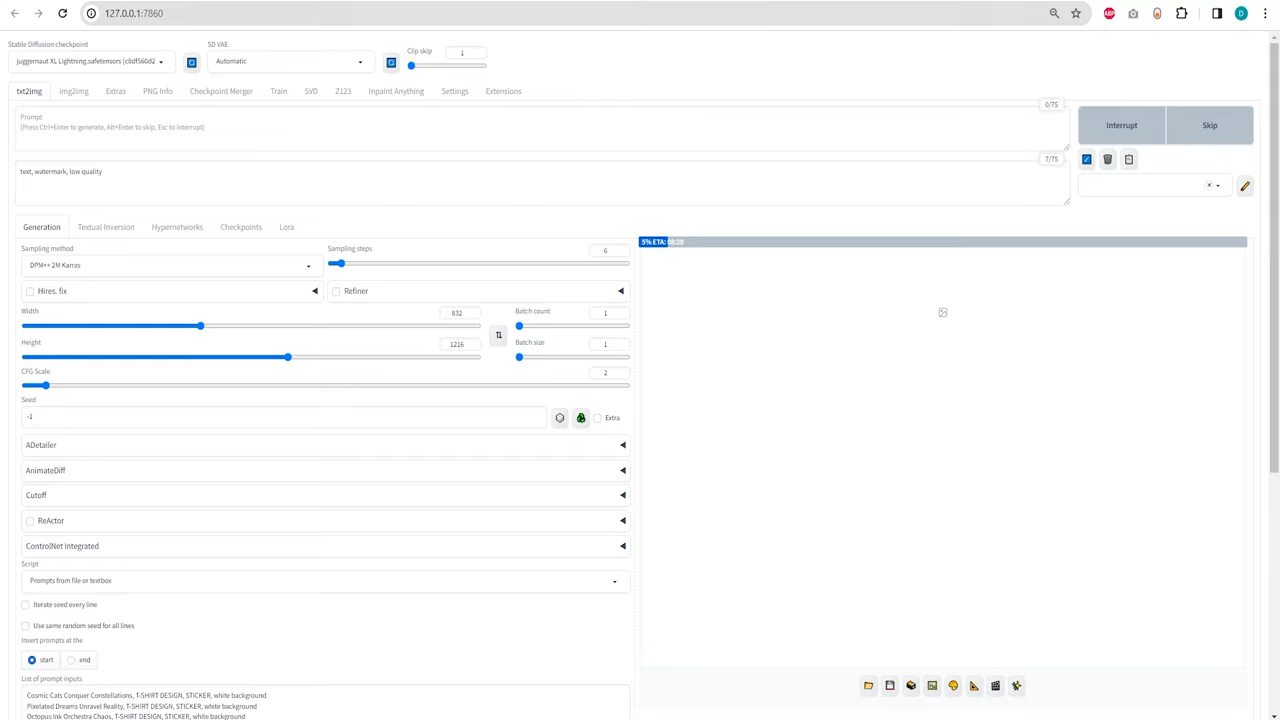 127.0.0.1:7860
ABP
D
Stable Diffusion checkpoint
SD VAE
Clip skip
1
juggernaut XL Lightning.safetensors [c8df560d2
Automatic
txt2img
img2img
Extras
PNG Info
Checkpoint Merger
Train
SVD
Z123
Inpaint Anything
Settings
Extensions
0/75
Prompt
(Press Ctrl+Enter to generate, Alt+Enter to skip, Esc to interrupt)
Interrupt
Skip
7/75
text, watermark, low quality
Generation
Textual Inversion
Hypernetworks
Checkpoints
Lora
Sampling method
Sampling steps
6
5% ETA: 08:29
DPM++ 2M Karras
Hires. fix
Refiner
Width
832
Batch count
1
Height
1216
Batch size
1
CFG Scale
2
Seed
-1
Extra
ADetailer
AnimateDiff
Cutoff
ReActor
ControlNet Integrated
Script
Prompts from file or textbox
Iterate seed every line
Use same random seed for all lines
Insert prompts at the
start
end
List of prompt inputs
Cosmic Cats Conquer Constellations, T-SHIRT DESIGN, STICKER, white background
Pixelated Dreams Unravel Reality, T-SHIRT DESIGN, STICKER, white background
Octopus Ink Orchestra Chaos, T-SHIRT DESIGN, STICKER, white background